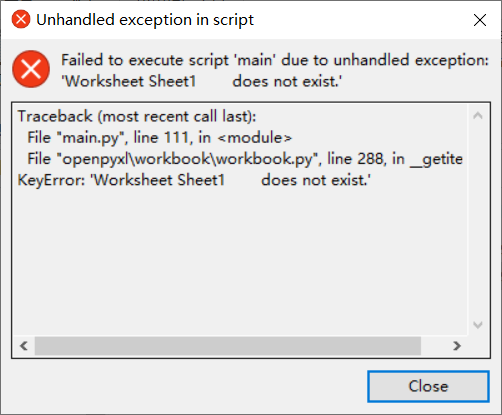 Unhandled exception in script
Failed to execute script 'main' due to unhandled exception:
'Worksheet Sheet1        does not exist.'
Traceback (most recent call last):
  File "main.py", line 111, in <module>
  File "openpyxl\workbook\workbook.py", line 288, in __gete
KeyError: 'Worksheet Sheet1        does not exist.'
Close